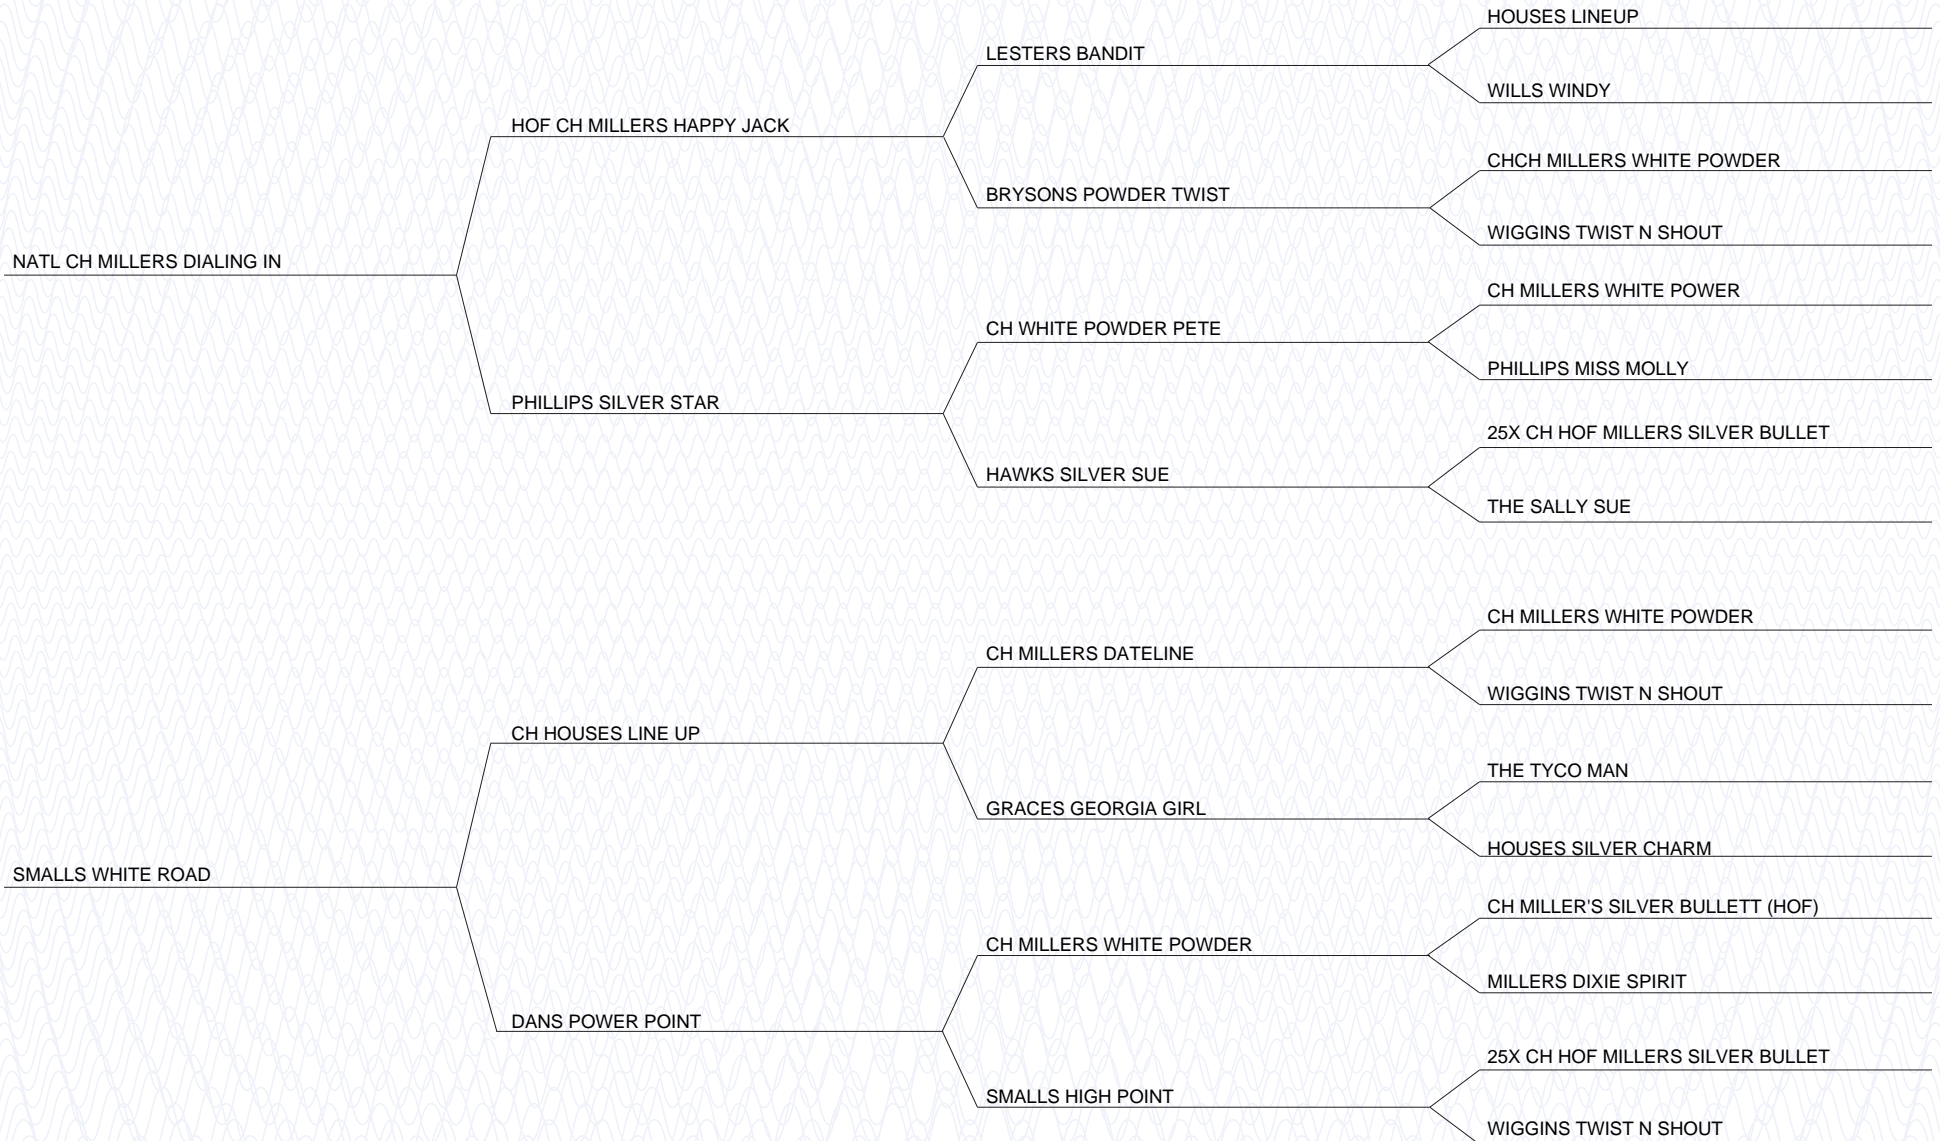 HOUSES LINEUP
LESTERS BANDIT
WILLS WINDY
HOF CH MILLERS HAPPY JACK
CHCH MILLERS WHITE POWDER
BRYSONS POWDER TWIST
WIGGINS TWIST N SHOUT
NATL CH MILLERS DIALING IN
CH MILLERS WHITE POWER
CH WHITE POWDER PETE
PHILLIPS MISS MOLLY
PHILLIPS SILVER STAR
25X CH HOF MILLERS SILVER BULLET
HAWKS SILVER SUE
THE SALLY SUE
CH MILLERS WHITE POWDER
CH MILLERS DATELINE
WIGGINS TWIST N SHOUT
CH HOUSES LINE UP
THE TYCO MAN
GRACES GEORGIA GIRL
HOUSES SILVER CHARM
SMALLS WHITE ROAD
CH MILLER'S SILVER BULLETT (HOF)
CH MILLERS WHITE POWDER
MILLERS DIXIE SPIRIT
DANS POWER POINT
25X CH HOF MILLERS SILVER BULLET
SMALLS HIGH POINT
WIGGINS TWIST N SHOUT